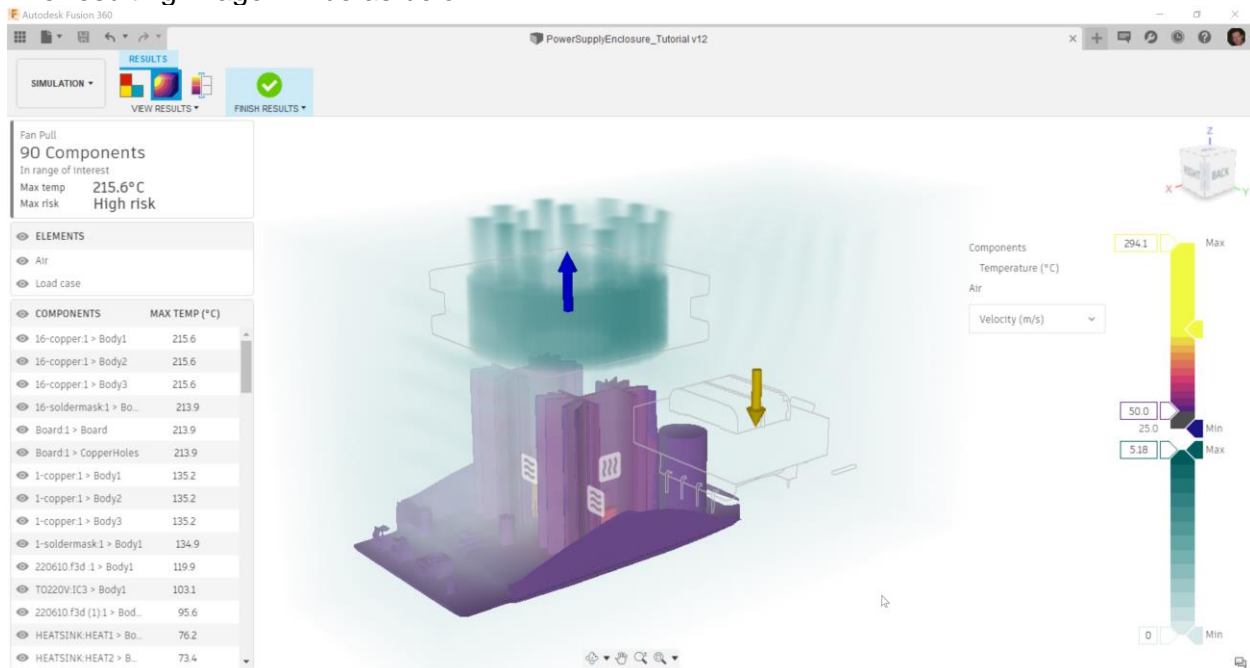 Autodesk Fusion 360
PowerSupplyEnclosure_Tutorial v12
RESULTS
SIMULATION
VIEW RESULTS
FINISH RESULTS
Fan Pull
90 Components
In range of interest
Max temp 215.6°C
Max risk High risk
ELEMENTS
Air
Load case
COMPONENTS MAX TEMP (°C)
16-copper:1 > Body1 215.6
16-copper:1 > Body2 215.6
16-copper:1 > Body3 215.6
16-soldermask:1 > Bo... 213.9
Board:1 > Board 213.9
Board:1 > CopperHoles 213.9
1-copper:1 > Body1 135.2
1-copper:1 > Body2 135.2
1-copper:1 > Body3 135.2
1-soldermask:1 > Body1 134.9
220610.f3d :1 > Body1 119.9
TO220V:IC3 > Body1 103.1
220610.f3d (1):1 > Bod... 95.6
HEATSINK:HEAT1 > Bo... 76.2
HEATSINK:HEAT2 > B... 73.4
Z
RIGHT
BACK
X
Y
Components
Temperature (°C)
Air
Velocity (m/s)
294.1 Max
50.0
25.0 Min
5.18 Max
0 Min